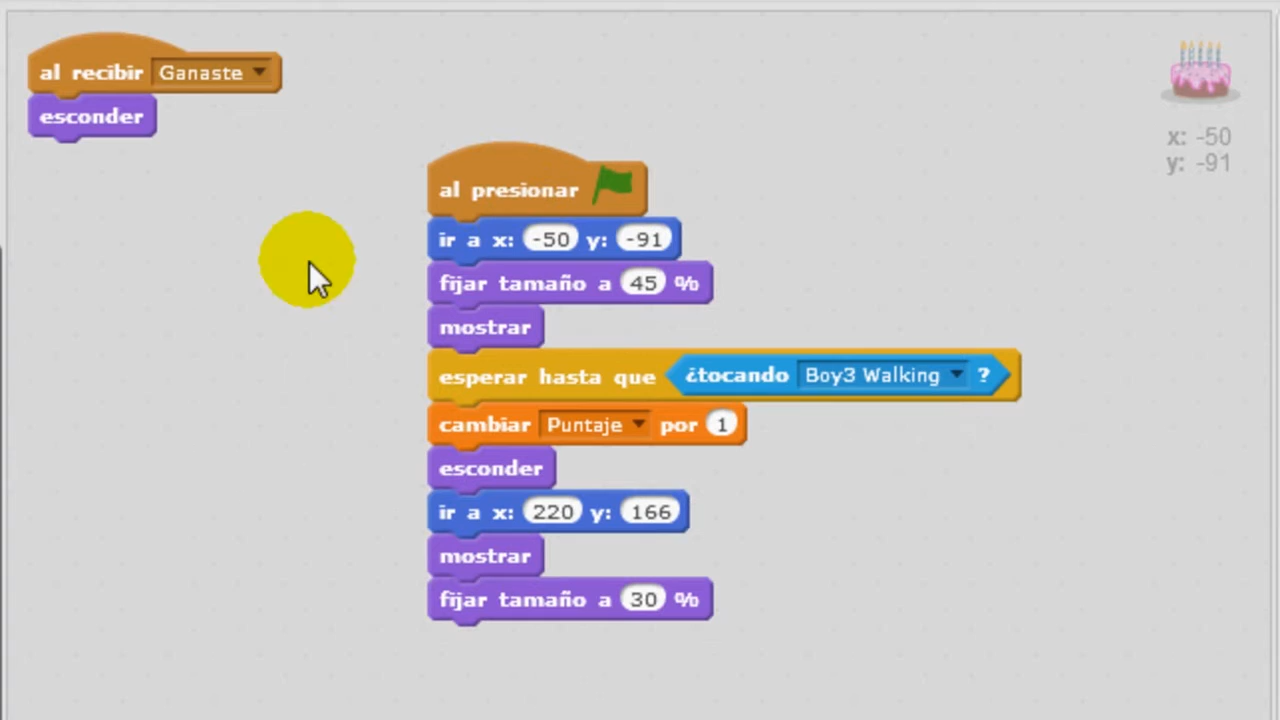 al recibir Ganaste
esconder
x: -50
y: -91
al presionar
ir a x: -50 y: -91
fijar tamaño a 45 %
mostrar
esperar hasta que ¿tocando Boy3 Walking ?
cambiar Puntaje por 1
esconder
ir a x: 220 y: 166
mostrar
fijar tamaño a 30 %